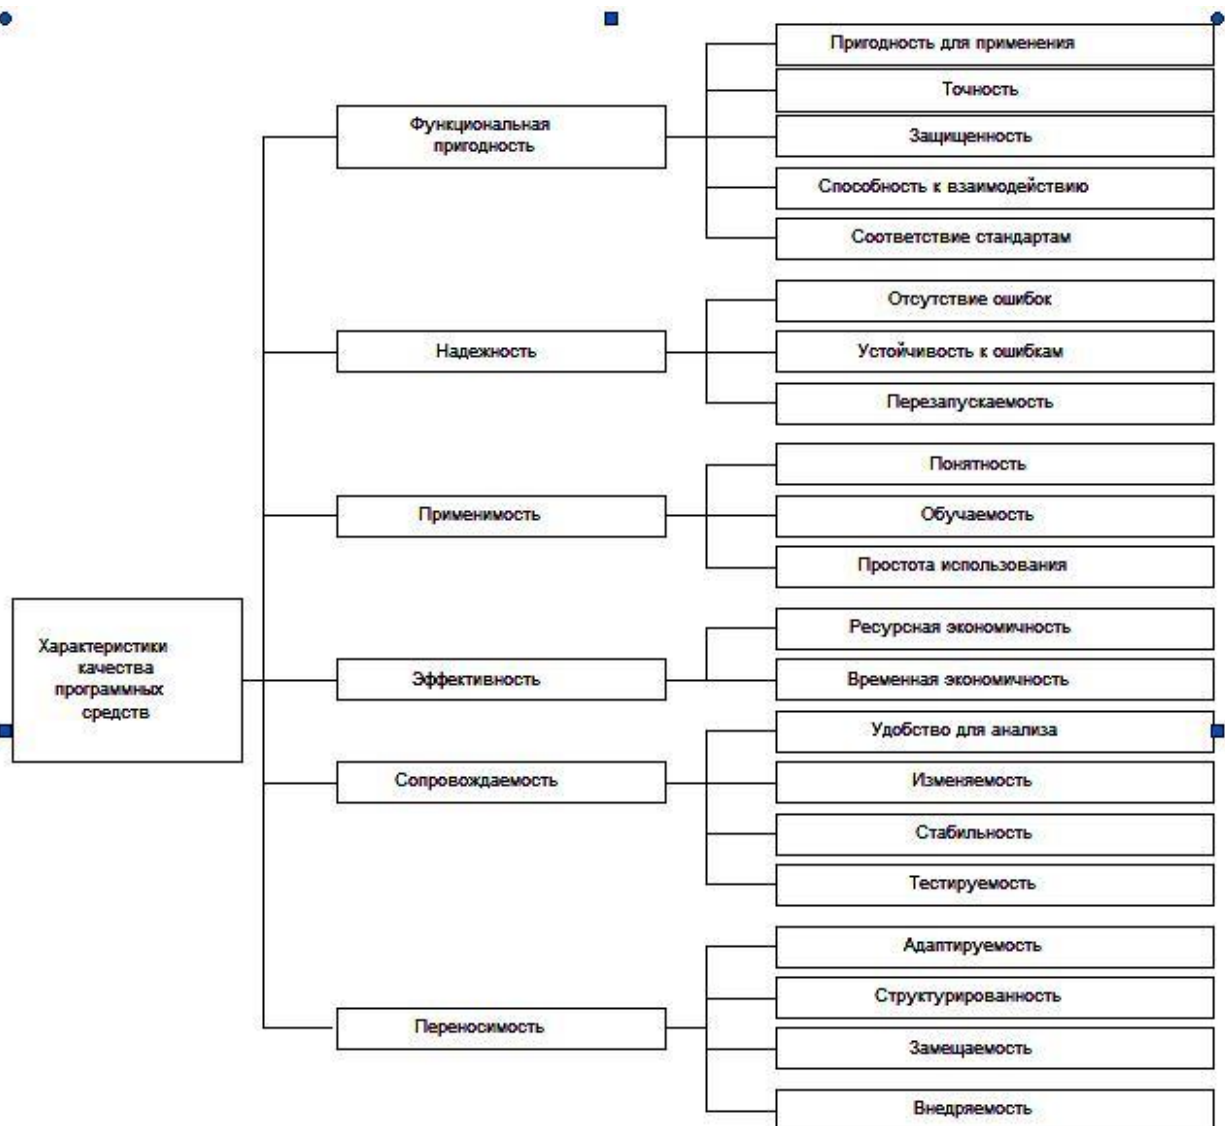 Характеристики
качества
программных
средств
Функциональная
пригодность
Пригодность для применения
Точность
Защищенность
Способность к взаимодействию
Соответствие стандартам
Надежность
Отсутствие ошибок
Устойчивость к ошибкам
Перезапускаемость
Применимость
Понятность
Обучаемость
Простота использования
Эффективность
Ресурсная экономичность
Временная экономичность
Сопровождаемость
Удобство для анализа
Изменяемость
Стабильность
Тестируемость
Переносимость
Адаптируемость
Структурированность
Замещаемость
Внедряемость